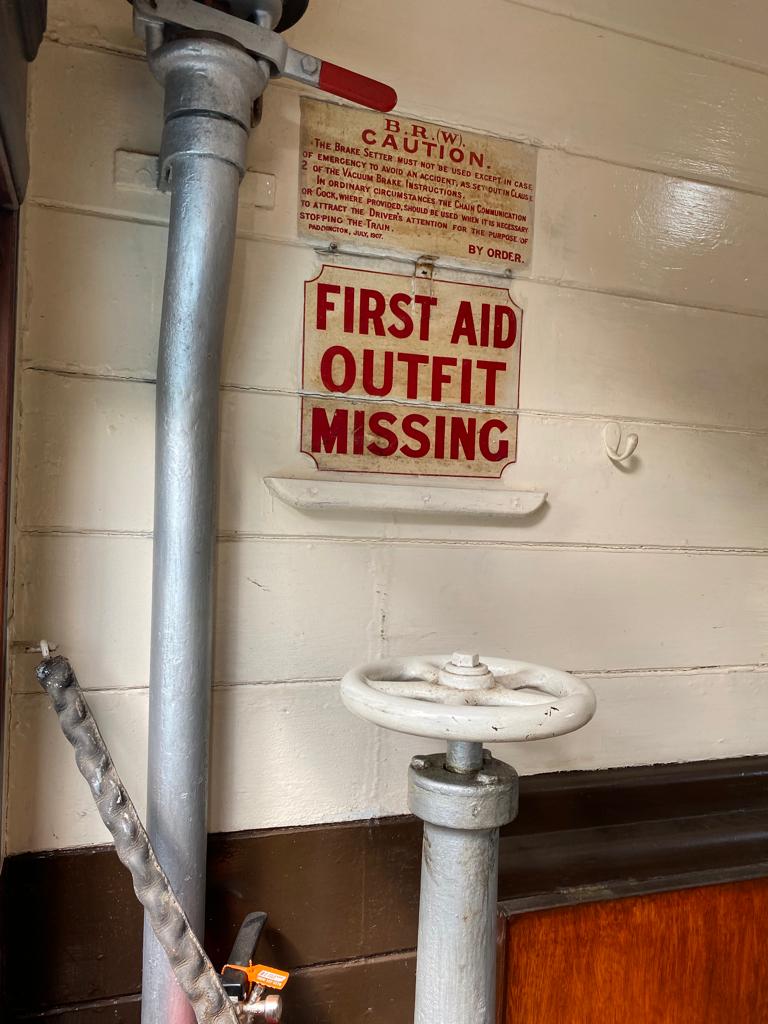 B.R.(W).
CAUTION.
THE BRAKE SETTER MUST NOT BE USED EXCEPT IN CASE
OF EMERGENCY TO AVOID AN ACCIDENT, AS SET OUT IN CLAUSE
2 OF THE VACUUM BRAKE INSTRUCTIONS.
IN ORDINARY CIRCUMSTANCES THE CHAIN COMMUNICATION
OR COCK, WHERE PROVIDED, SHOULD BE USED WHEN IT IS NECESSARY
TO ATTRACT THE DRIVER'S ATTENTION FOR THE PURPOSE OF
STOPPING THE TRAIN.
PADDINGTON, JULY, 1907.
BY ORDER.
FIRST AID
OUTFIT
MISSING